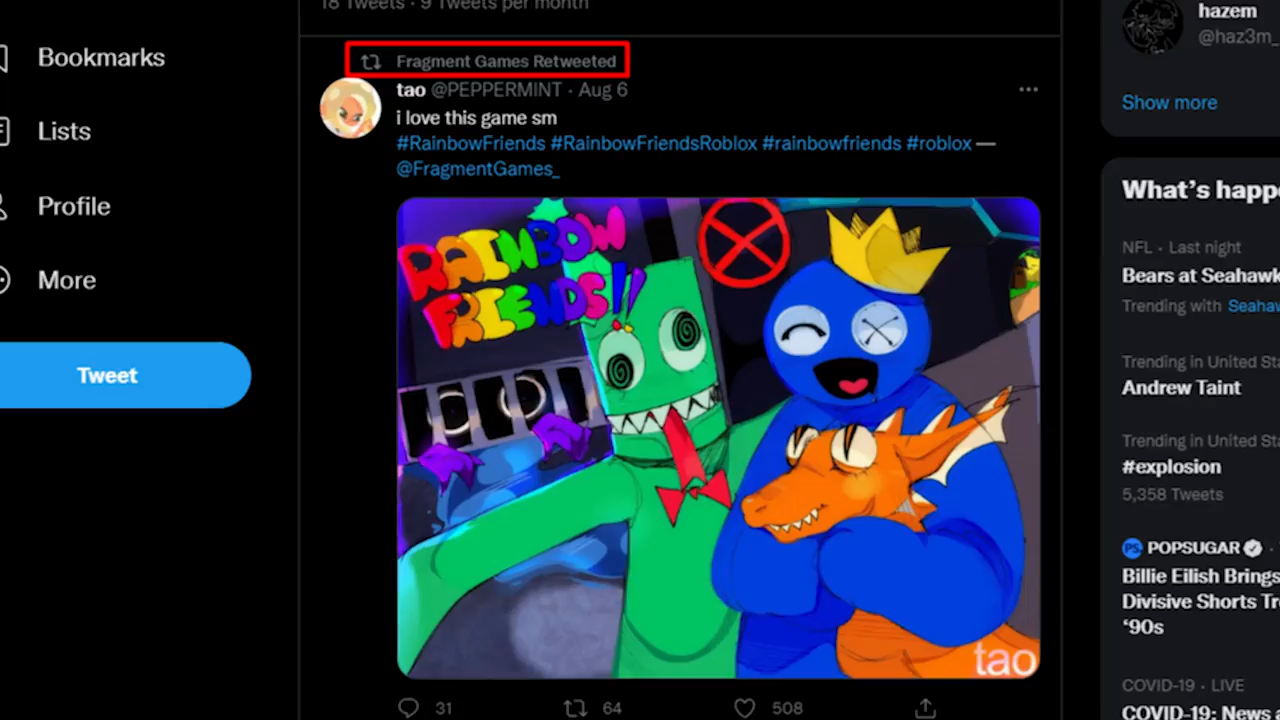 18 Tweets · 9 Tweets per month
Bookmarks
Lists
Profile
More
Tweet
Fragment Games Retweeted
tao @PEPPERMINT · Aug 6
i love this game sm
#RainbowFriends #RainbowFriendsRoblox #rainbowfriends #roblox —
@FragmentGames_
RAINBOW
FRIENDS!!
tao
31 64 508
hazem
@haz3m_
Show more
What's happe
NFL · Last night
Bears at Seahawk
Trending with Seahaw
Trending in United Sta
Andrew Taint
Trending in United Sta
#explosion
5,358 Tweets
PS POPSUGAR ·
Billie Eilish Brings
Divisive Shorts Tr
'90s
COVID-19 · LIVE
COVID-19: News a